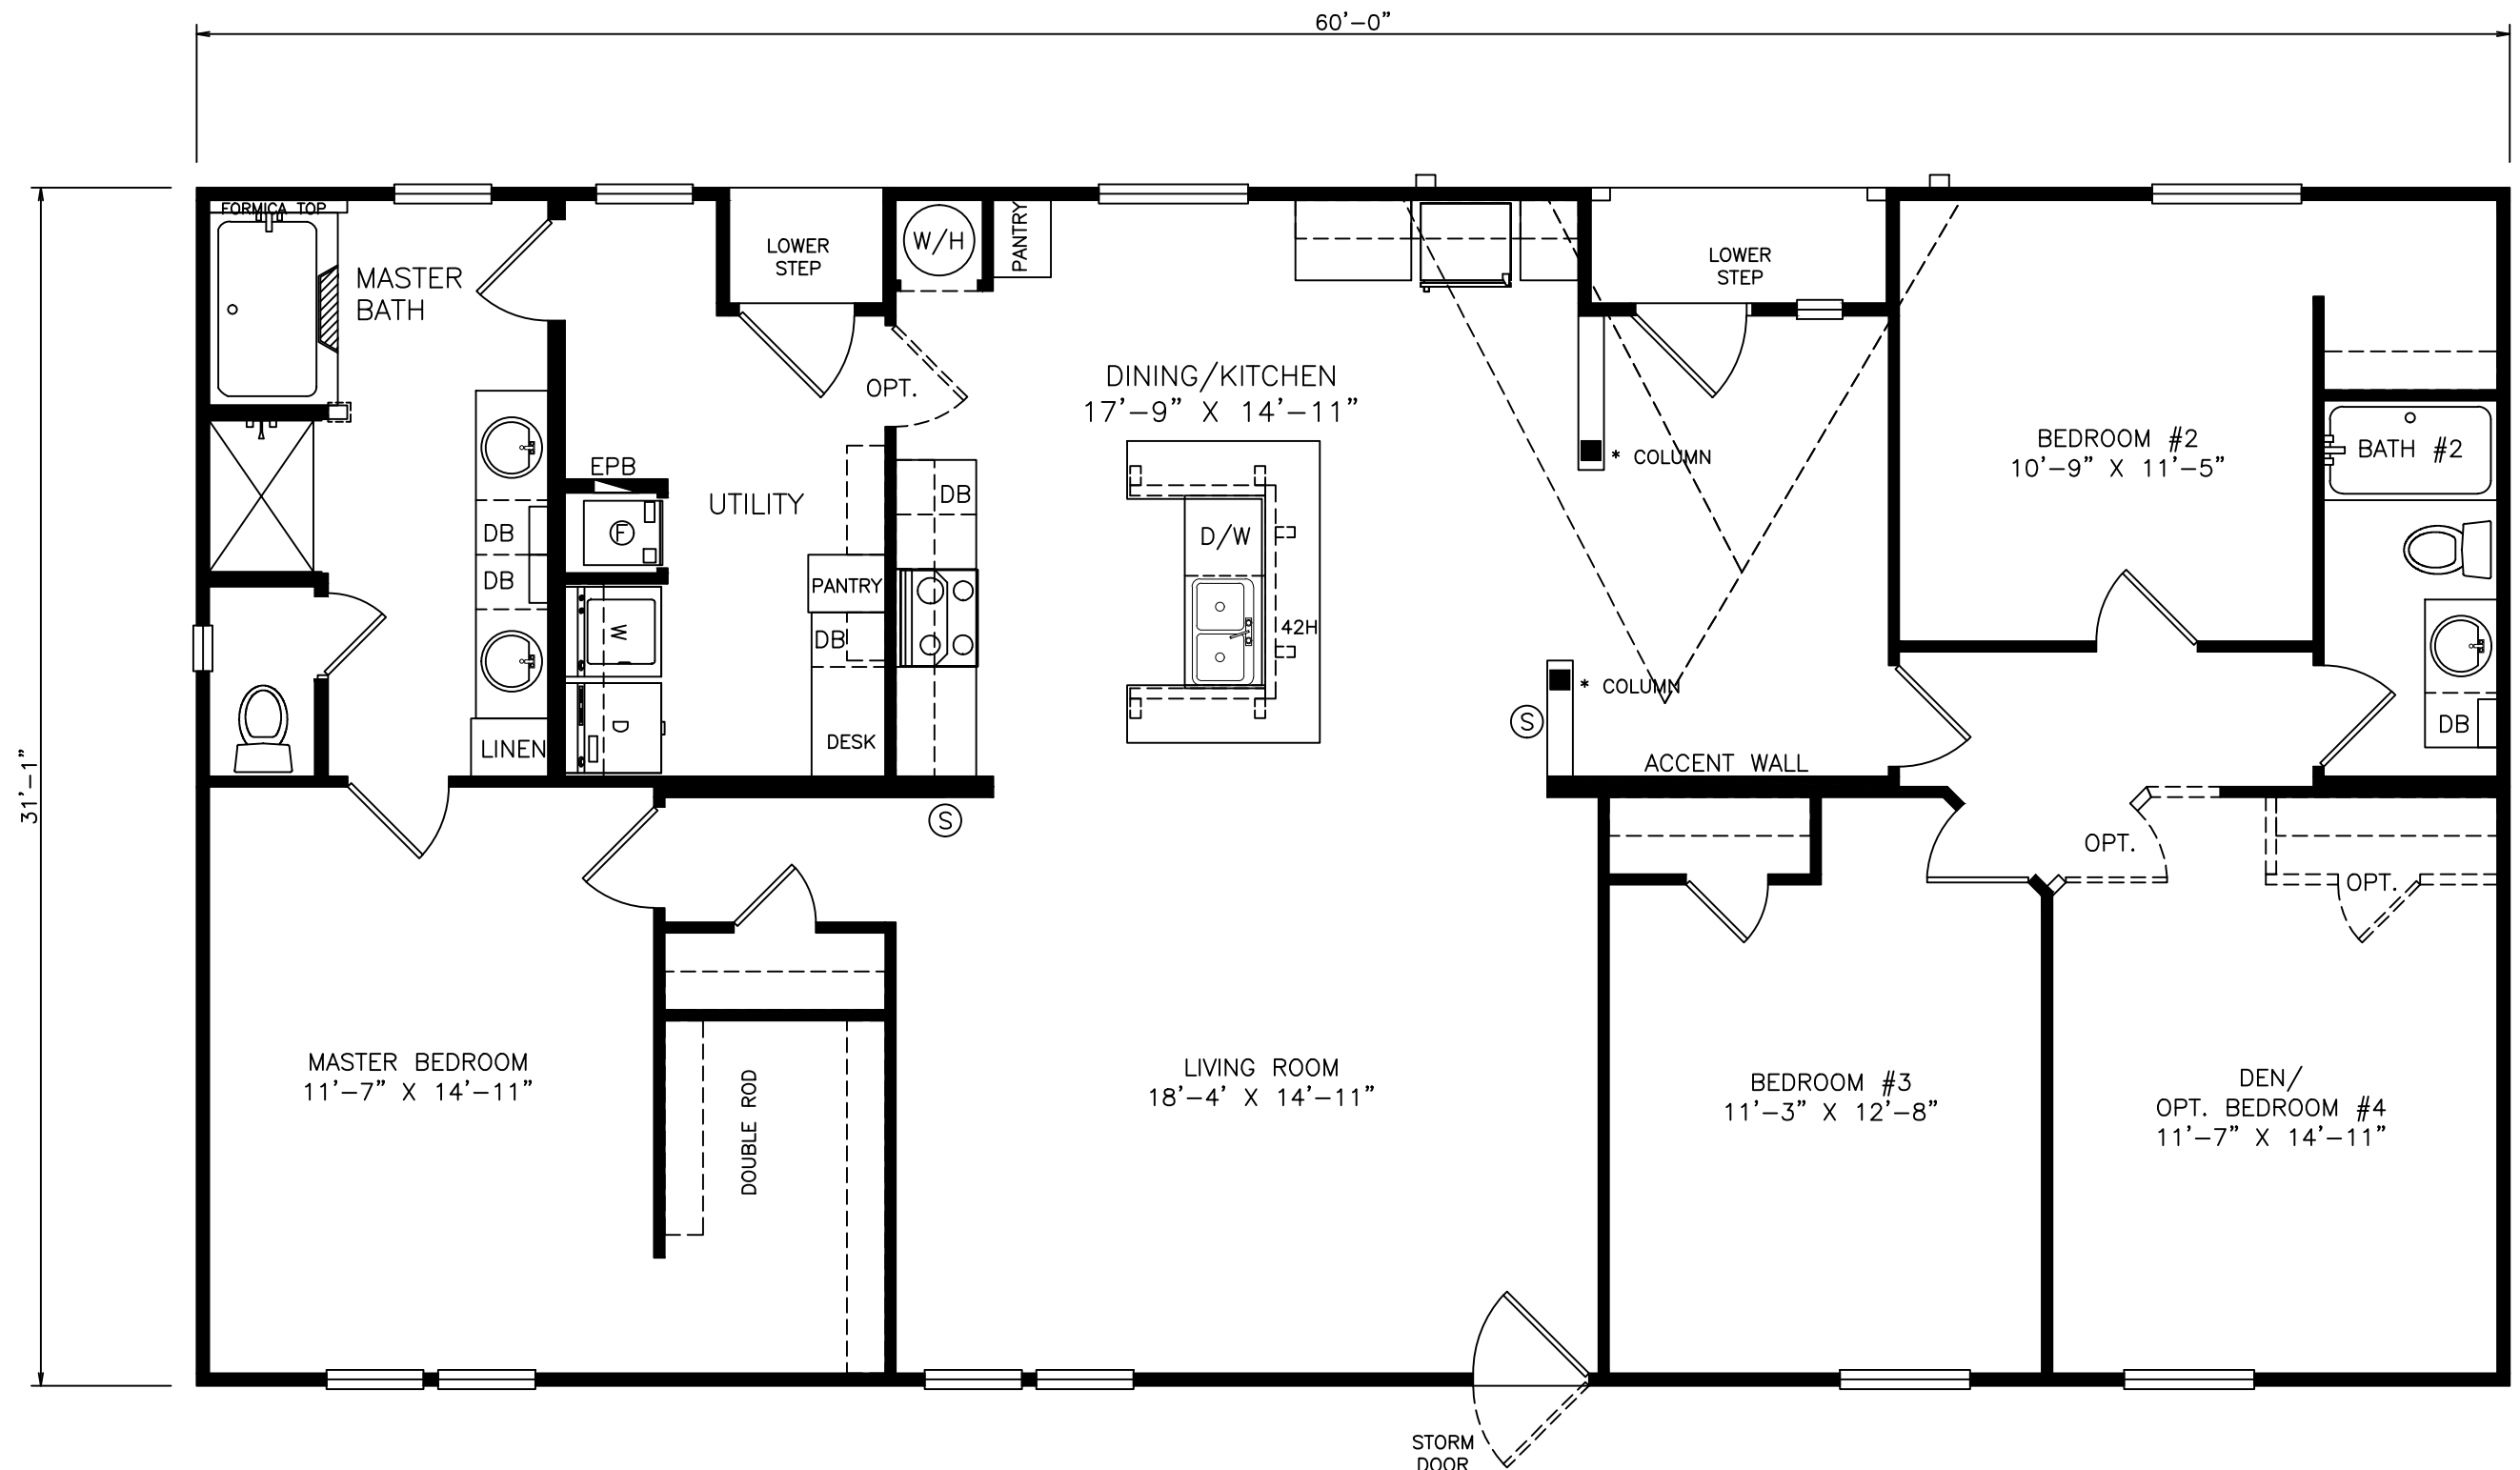 60'-0"
31'-1"
FORMICA TOP
MASTER
BATH
LOWER
STEP
W/H
PANTRY
LOWER
STEP
OPT.
DINING/KITCHEN
17'-9" X 14'-11"
EPB
UTILITY
F
DB
DB
PANTRY
DB
W
D
DESK
LINEN
DB
D/W
42H
* COLUMN
* COLUMN
S
ACCENT WALL
BEDROOM #2
10'-9" X 11'-5"
BATH #2
DB
S
OPT.
OPT.
MASTER BEDROOM
11'-7" X 14'-11"
DOUBLE ROD
LIVING ROOM
18'-4' X 14'-11"
BEDROOM #3
11'-3" X 12'-8"
DEN/
OPT. BEDROOM #4
11'-7" X 14'-11"
STORM
DOOR